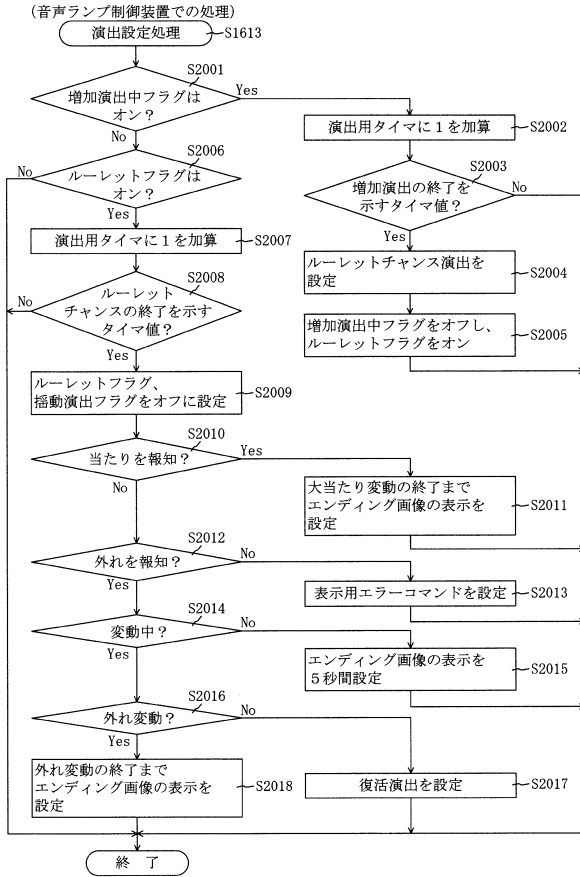 (音声ランプ制御装置での処理)
演出設定処理
S1613
S2001
増加演出中フラグは
オン?
Yes
No
S2002
演出用タイマに1を加算
S2003
増加演出の終了を
示すタイマ値?
No
Yes
S2004
ルーレットチャンス演出を
設定
S2005
増加演出中フラグをオフし、
ルーレットフラグをオン
S2006
No
ルーレットフラグは
オン?
Yes
演出用タイマに1を加算
S2007
S2008
No
ルーレット
チャンスの終了を示す
タイマ値?
Yes
ルーレットフラグ、
揺動演出フラグをオフに設定
S2009
S2010
当たりを報知?
Yes
No
大当たり変動の終了まで
エンディング画像の表示を
設定
S2011
S2012
外れを報知?
No
Yes
表示用エラーコマンドを設定
S2013
S2014
変動中?
No
Yes
エンディング画像の表示を
5秒間設定
S2015
S2016
外れ変動?
No
Yes
外れ変動の終了まで
エンディング画像の表示を
設定
S2018
復活演出を設定
S2017
終了